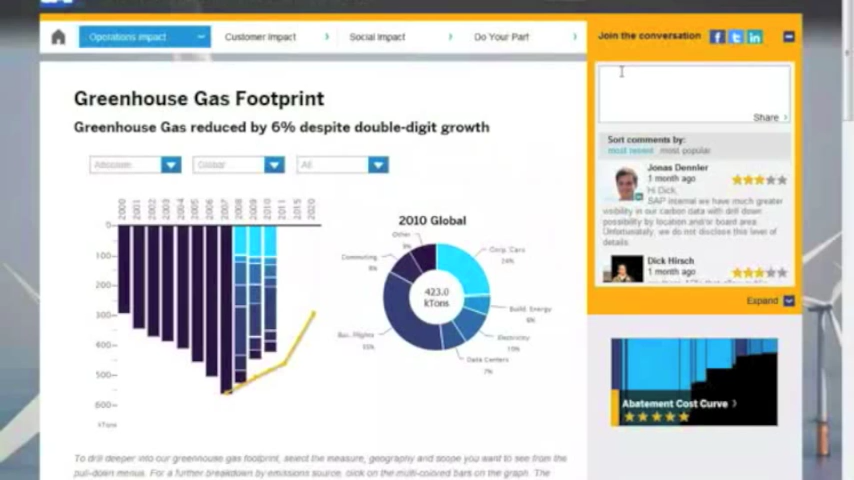 Operations Impact
Customer Impact
Social Impact
Do Your Part
Join the conversation
Greenhouse Gas Footprint
Greenhouse Gas reduced by 6% despite double-digit growth
Absolute
Global
All
2000 2001 2002 2003 2004 2005 2006 2007 2008 2009 2010 2011 2015 2020
0
100
200
300
400
500
600
kTons
2010 Global
Other
Commuting
Corp. Cars
24%
423.0
kTons
Build. Energy
Electricity
Data Centers
7%
Bus. Flights
Share
Sort comments by:
most recent most popular
Jonas Dennler
1 month ago
Hi Dick,
SAP internal we have much greater
visibility in our carbon data with drill down
possibility by location and/or board area.
Unfortunately, we do not disclose this level of
details.
Dick Hirsch
1 month ago
Expand
Abatement Cost Curve
To drill deeper into our greenhouse gas footprint, select the measure, geography and scope you want to see from the
pull-down menus. For a further breakdown by emissions source, click on the multi-colored bars on the graph. The